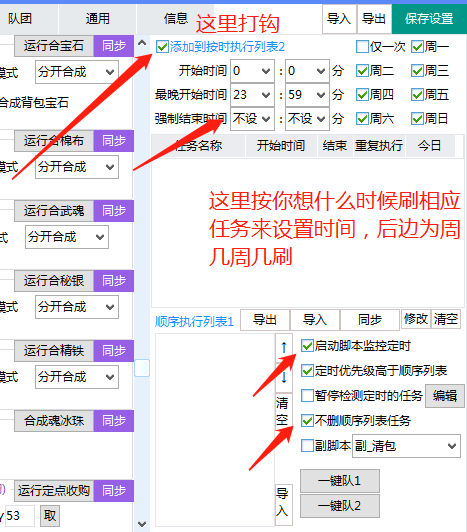 队团 通用 信息 导入 导出 保存设置
这里打钩
运行合宝石 同步
添加到按时执行列表2 仅一次 周一
模式 分开合成
开始时间 0 : 0 分 周二 周三
最晚开始时间 23 : 59 分 周四 周五
合成背包宝石
强制结束时间 不设 : 不设 分 周六 周日
运行合棉布 同步
任务名称 开始时间 结束 重复执行 今日
模式 分开合成
这里按你想什么时候刷相应
任务来设置时间，后边为周
几周几刷
运行合武魂 同步
式 分开合成
运行合秘银 同步
模式 分开合成
顺序执行列表1 导出 导入 同步 修改 清空
运行合精铁 同步
模式 分开合成
↑ 启动脚本监控定时
↓ 定时优先级高于顺序列表
清空 暂停检测定时的任务 编辑
合成魂冰珠 同步
不删顺序列表任务
副脚本 副_清包
运行定点收购 同步
导入 一键队1
Y 53 取
一键队2